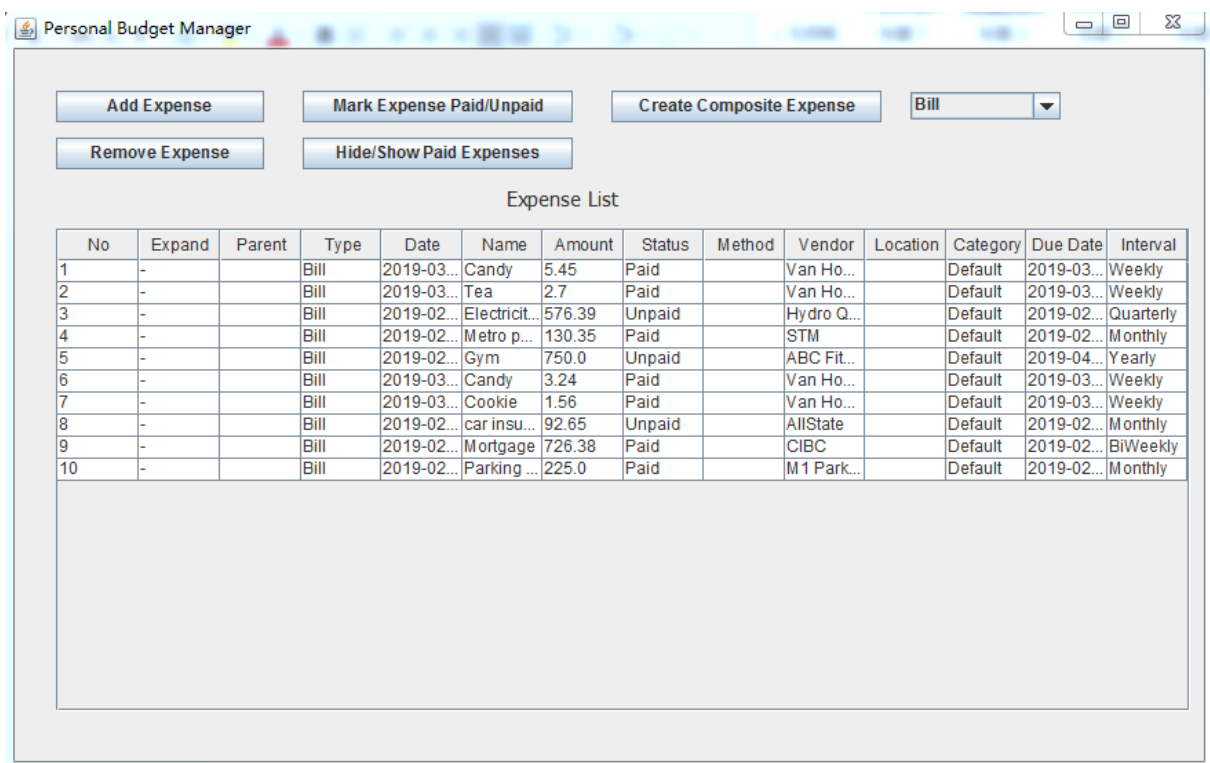 Personal Budget Manager
Add Expense Mark Expense Paid/Unpaid Create Composite Expense Bill
Remove Expense Hide/Show Paid Expenses
Expense List
No Expand Parent Type Date Name Amount Status Method Vendor Location Category Due Date Interval
1 - Bill 2019-03... Candy 5.45 Paid Van Ho... Default 2019-03... Weekly
2 - Bill 2019-03... Tea 2.7 Paid Van Ho... Default 2019-03... Weekly
3 - Bill 2019-02... Electricit... 576.39 Unpaid Hydro Q... Default 2019-02... Quarterly
4 - Bill 2019-02... Metro p... 130.35 Paid STM Default 2019-02... Monthly
5 - Bill 2019-02... Gym 750.0 Unpaid ABC Fit... Default 2019-04... Yearly
6 - Bill 2019-03... Candy 3.24 Paid Van Ho... Default 2019-03... Weekly
7 - Bill 2019-03... Cookie 1.56 Paid Van Ho... Default 2019-03... Weekly
8 - Bill 2019-02... car insu... 92.65 Unpaid AllState Default 2019-02... Monthly
9 - Bill 2019-02... Mortgage 726.38 Paid CIBC Default 2019-02... BiWeekly
10 - Bill 2019-02... Parking ... 225.0 Paid M1 Park... Default 2019-02... Monthly